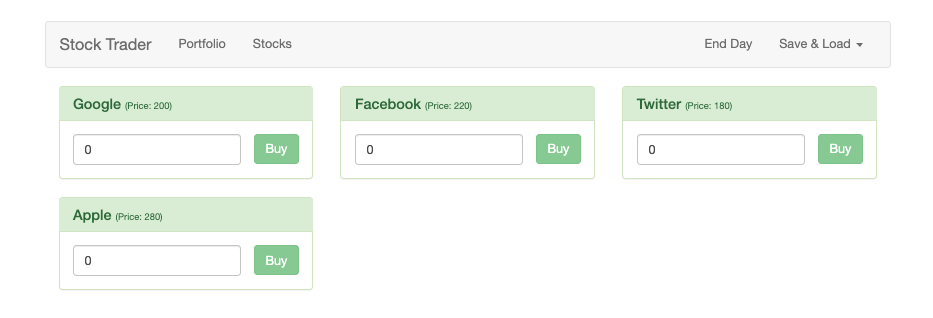 Stock Trader Portfolio Stocks End Day Save & Load
Google (Price: 200)
0 Buy
Facebook (Price: 220)
0 Buy
Twitter (Price: 180)
0 Buy
Apple (Price: 280)
0 Buy